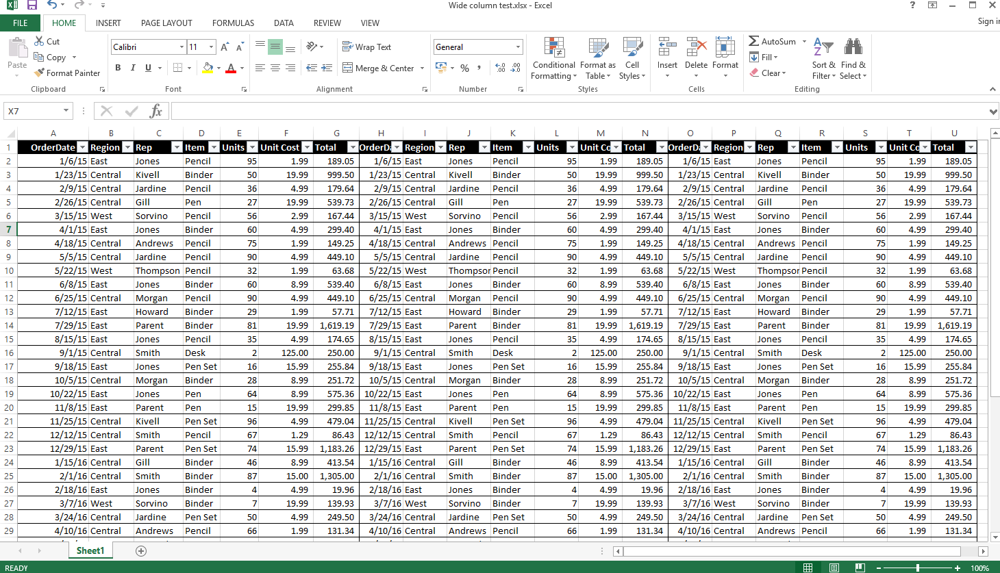 Wide column test.xlsx - Excel
?
FILE HOME INSERT PAGE LAYOUT FORMULAS DATA REVIEW VIEW Sign
Paste
Cut
Copy
Format Painter
Clipboard
Calibri 11
B I U
Font
Wrap Text
Merge & Center
Alignment
General
%
Number
Conditional Formatting
Format as Table
Cell Styles
Styles
Insert Delete Format
Cells
AutoSum
Fill
Clear
Sort & Filter
Find & Select
Editing
X7 fx
A B C D E F G H I J K L M N O P Q R S T U
1 OrderDate Region Rep Item Units Unit Cost Total OrderD Region Rep Item Units Unit Co Total OrderD Region Rep Item Units Unit Co Total
2 1/6/15 East Jones Pencil 95 1.99 189.05 1/6/15 East Jones Pencil 95 1.99 189.05 1/6/15 East Jones Pencil 95 1.99 189.05
3 1/23/15 Central Kivell Binder 50 19.99 999.50 1/23/15 Central Kivell Binder 50 19.99 999.50 1/23/15 Central Kivell Binder 50 19.99 999.50
4 2/9/15 Central Jardine Pencil 36 4.99 179.64 2/9/15 Central Jardine Pencil 36 4.99 179.64 2/9/15 Central Jardine Pencil 36 4.99 179.64
5 2/26/15 Central Gill Pen 27 19.99 539.73 2/26/15 Central Gill Pen 27 19.99 539.73 2/26/15 Central Gill Pen 27 19.99 539.73
6 3/15/15 West Sorvino Pencil 56 2.99 167.44 3/15/15 West Sorvino Pencil 56 2.99 167.44 3/15/15 West Sorvino Pencil 56 2.99 167.44
7 4/1/15 East Jones Binder 60 4.99 299.40 4/1/15 East Jones Binder 60 4.99 299.40 4/1/15 East Jones Binder 60 4.99 299.40
8 4/18/15 Central Andrews Pencil 75 1.99 149.25 4/18/15 Central Andrews Pencil 75 1.99 149.25 4/18/15 Central Andrews Pencil 75 1.99 149.25
9 5/5/15 Central Jardine Pencil 90 4.99 449.10 5/5/15 Central Jardine Pencil 90 4.99 449.10 5/5/15 Central Jardine Pencil 90 4.99 449.10
10 5/22/15 West Thompson Pencil 32 1.99 63.68 5/22/15 West Thompson Pencil 32 1.99 63.68 5/22/15 West Thompson Pencil 32 1.99 63.68
11 6/8/15 East Jones Binder 60 8.99 539.40 6/8/15 East Jones Binder 60 8.99 539.40 6/8/15 East Jones Binder 60 8.99 539.40
12 6/25/15 Central Morgan Pencil 90 4.99 449.10 6/25/15 Central Morgan Pencil 90 4.99 449.10 6/25/15 Central Morgan Pencil 90 4.99 449.10
13 7/12/15 East Howard Binder 29 1.99 57.71 7/12/15 East Howard Binder 29 1.99 57.71 7/12/15 East Howard Binder 29 1.99 57.71
14 7/29/15 East Parent Binder 81 19.99 1,619.19 7/29/15 East Parent Binder 81 19.99 1,619.19 7/29/15 East Parent Binder 81 19.99 1,619.19
15 8/15/15 East Jones Pencil 35 4.99 174.65 8/15/15 East Jones Pencil 35 4.99 174.65 8/15/15 East Jones Pencil 35 4.99 174.65
16 9/1/15 Central Smith Desk 2 125.00 250.00 9/1/15 Central Smith Desk 2 125.00 250.00 9/1/15 Central Smith Desk 2 125.00 250.00
17 9/18/15 East Jones Pen Set 16 15.99 255.84 9/18/15 East Jones Pen Set 16 15.99 255.84 9/18/15 East Jones Pen Set 16 15.99 255.84
18 10/5/15 Central Morgan Binder 28 8.99 251.72 10/5/15 Central Morgan Binder 28 8.99 251.72 10/5/15 Central Morgan Binder 28 8.99 251.72
19 10/22/15 East Jones Pen 64 8.99 575.36 10/22/15 East Jones Pen 64 8.99 575.36 10/22/15 East Jones Pen 64 8.99 575.36
20 11/8/15 East Parent Pen 15 19.99 299.85 11/8/15 East Parent Pen 15 19.99 299.85 11/8/15 East Parent Pen 15 19.99 299.85
21 11/25/15 Central Kivell Pen Set 96 4.99 479.04 11/25/15 Central Kivell Pen Set 96 4.99 479.04 11/25/15 Central Kivell Pen Set 96 4.99 479.04
22 12/12/15 Central Smith Pencil 67 1.29 86.43 12/12/15 Central Smith Pencil 67 1.29 86.43 12/12/15 Central Smith Pencil 67 1.29 86.43
23 12/29/15 East Parent Pen Set 74 15.99 1,183.26 12/29/15 East Parent Pen Set 74 15.99 1,183.26 12/29/15 East Parent Pen Set 74 15.99 1,183.26
24 1/15/16 Central Gill Binder 46 8.99 413.54 1/15/16 Central Gill Binder 46 8.99 413.54 1/15/16 Central Gill Binder 46 8.99 413.54
25 2/1/16 Central Smith Binder 87 15.00 1,305.00 2/1/16 Central Smith Binder 87 15.00 1,305.00 2/1/16 Central Smith Binder 87 15.00 1,305.00
26 2/18/16 East Jones Binder 4 4.99 19.96 2/18/16 East Jones Binder 4 4.99 19.96 2/18/16 East Jones Binder 4 4.99 19.96
27 3/7/16 West Sorvino Binder 7 19.99 139.93 3/7/16 West Sorvino Binder 7 19.99 139.93 3/7/16 West Sorvino Binder 7 19.99 139.93
28 3/24/16 Central Jardine Pen Set 50 4.99 249.50 3/24/16 Central Jardine Pen Set 50 4.99 249.50 3/24/16 Central Jardine Pen Set 50 4.99 249.50
29 4/10/16 Central Andrews Pencil 66 1.99 131.34 4/10/16 Central Andrews Pencil 66 1.99 131.34 4/10/16 Central Andrews Pencil 66 1.99 131.34
Sheet1
READY 100%